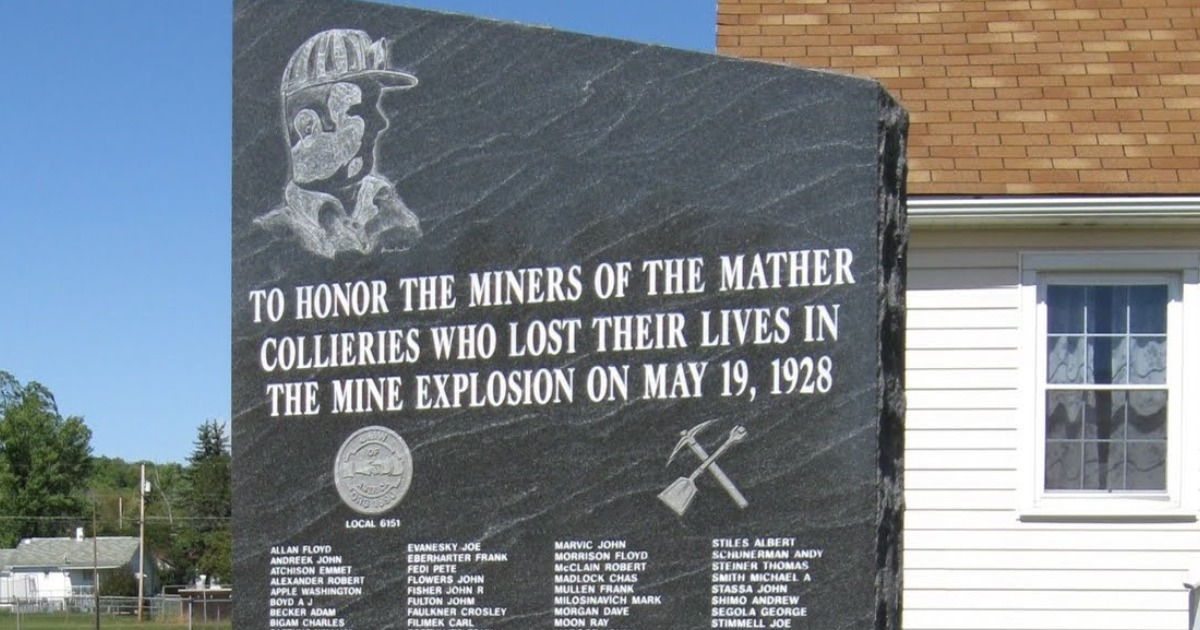 TO HONOR THE MINERS OF THE MATHER
COLLIERIES WHO LOST THEIR LIVES IN
THE MINE EXPLOSION ON MAY 19, 1928
UMW
OF
AMERICA
LOCAL 6151
ALLAN FLOYD
ANDREEK JOHN
ATCHISON EMMET
ALEXANDER ROBERT
APPLE WASHINGTON
BOYD A J
BECKER ADAM
BIGAM CHARLES
EVANESKY JOE
EBERHARTER FRANK
FEDI PETE
FLOWERS JOHN
FISHER JOHN R
FULTON JOHM
FAULKNER CROSLEY
FILIMEK CARL
MARVIC JOHN
MORRISON FLOYD
McCLAIN ROBERT
MADLOCK CHAS
MULLEN FRANK
MILOSINAVICH MARK
MORGAN DAVE
MOON RAY
STILES ALBERT
SCHUNERMAN ANDY
STEINER THOMAS
SMITH MICHAEL A
STASSA JOHN
SHIMO ANDREW
SEGOLA GEORGE
STIMMELL JOE